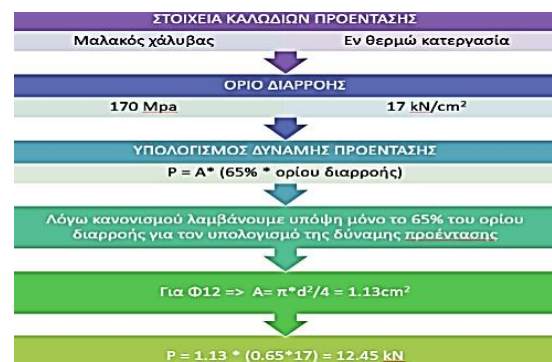 ΣΤΟΙΧΕΙΑ ΚΑΛΩΔΙΩΝ ΠΡΟΕΝΤΑΣΗΣ
Μαλακός χάλυβας Εν θερμώ κατεργασία
ΟΡΙΟ ΔΙΑΡΡΟΗΣ
170 Mpa 17 kN/cm²
ΥΠΟΛΟΓΙΣΜΟΣ ΔΥΝΑΜΗΣ ΠΡΟΕΝΤΑΣΗΣ
P = A* (65% * ορίου διαρροής)
Λόγω κανονισμού λαμβάνουμε υπόψη μόνο το 65% του ορίου
διαρροής για τον υπολογισμό της δύναμης προέντασης
Για Φ12 => A= π*d²/4 = 1.13cm²
P = 1.13 * (0.65*17) = 12.45 kN